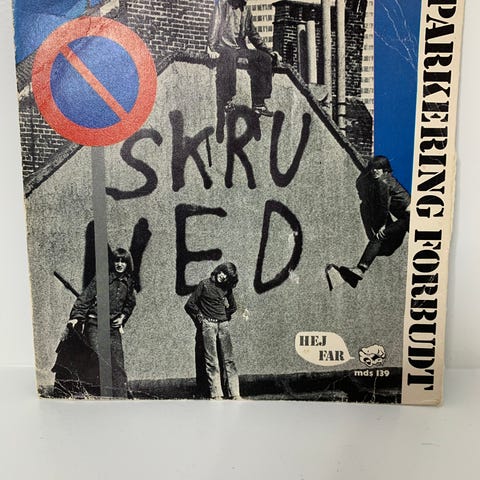 SKRU
NED
PARKERING FORBUDT
HEJ
FAR
mds 139